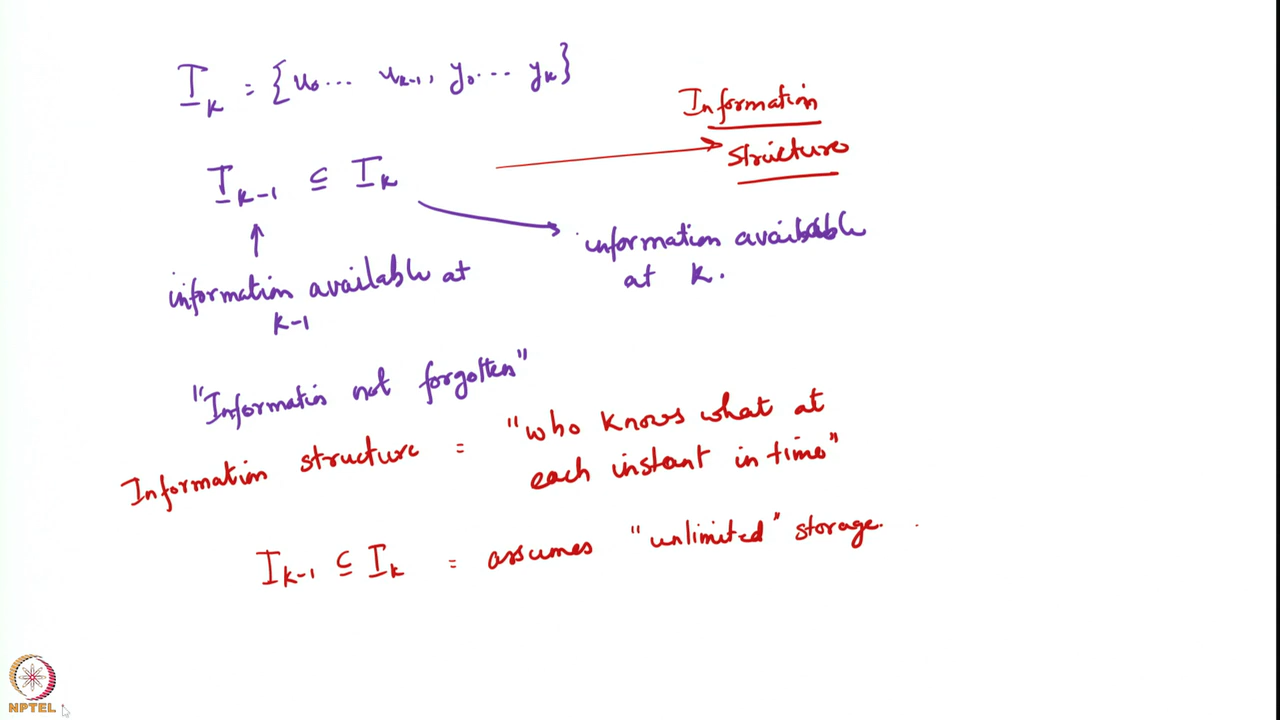 I_k = {u_0 ... u_{k-1}, y_0 ... y_k}
Information
structure
I_{k-1} ⊆ I_k
information available
at k.
information available at
k-1
"Information not forgotten"
Information structure = "who knows what at
each instant in time"
I_{k-1} ⊆ I_k = assumes "unlimited" storage.
NPTEL